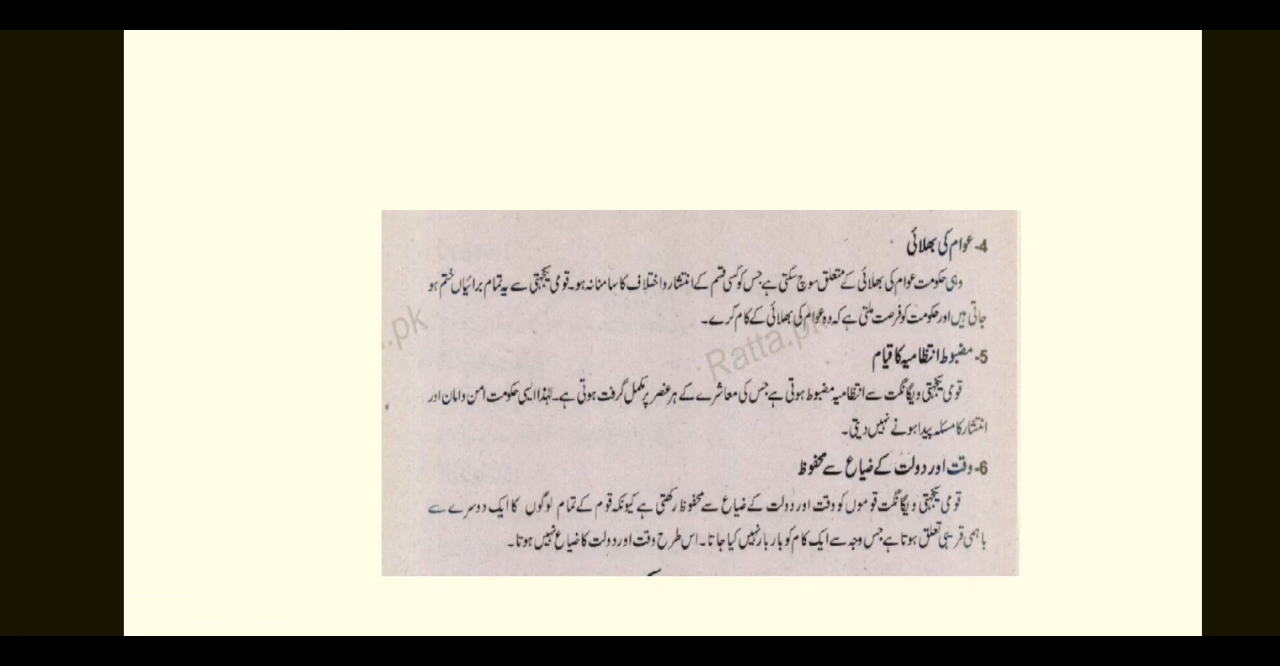 4- عوام کی بھلائی
وہی حکومت عوام کی بھلائی کے متعلق سوچ سکتی ہے جس کو کسی قسم کے انتشار و اختلاف کا سامنا نہ ہو۔ قومی یکجہتی سے یہ تمام برائیاں ختم ہو
جاتی ہیں اور حکومت کو فرصت ملتی ہے کہ وہ عوام کی بھلائی کے کام کرے۔
5- مضبوط انتظامیہ کا قیام
قومی یکجہتی و یگانگت سے انتظامیہ مضبوط ہوتی ہے جس کی معاشرے کے ہر عنصر پر مکمل گرفت ہوتی ہے۔ لہٰذا ایسی حکومت امن و امان اور
انتشار کا مسئلہ پیدا ہونے نہیں دیتی۔
6- وقت اور دولت کے ضیاع سے محفوظ
قومی یکجہتی و یگانگت قوموں کو وقت اور دولت کے ضیاع سے محفوظ رکھتی ہے کیونکہ قوم کے تمام لوگوں کا ایک دوسرے سے
باہمی قریبی تعلق ہوتا ہے جس وجہ سے ایک کام کو بار بار نہیں کیا جاتا۔ اس طرح وقت اور دولت کا ضیاع نہیں ہوتا۔
Ratta.pk
.pk